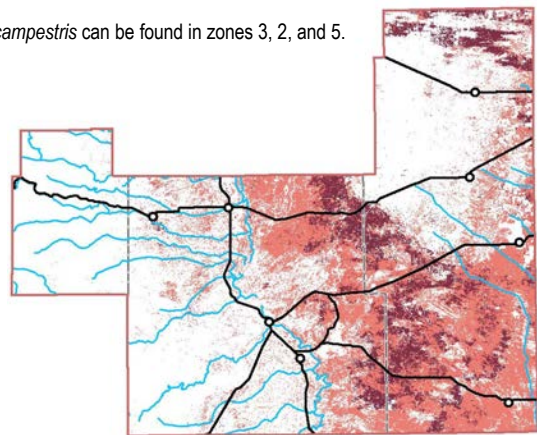 campestris can be found in zones 3, 2, and 5.